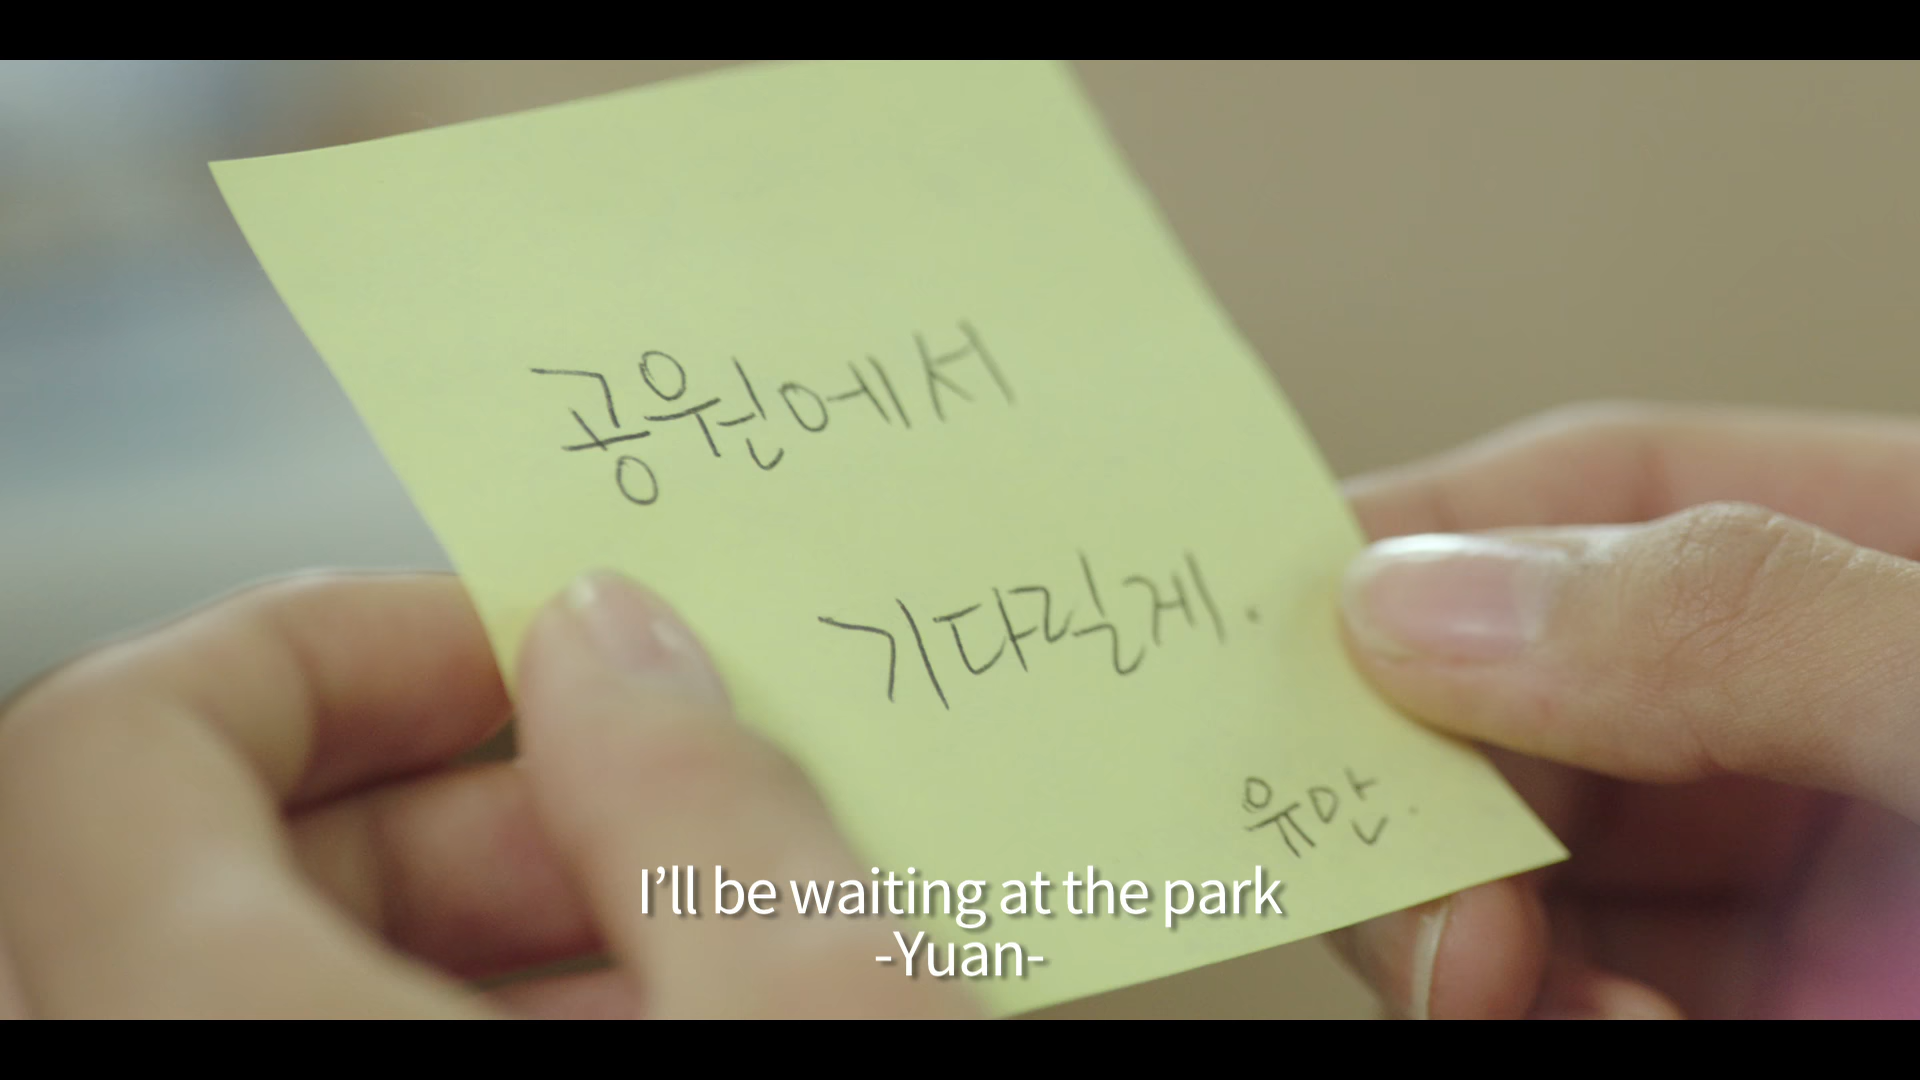 공원에서
기다릴게.
유안.
I'll be waiting at the park
-Yuan-